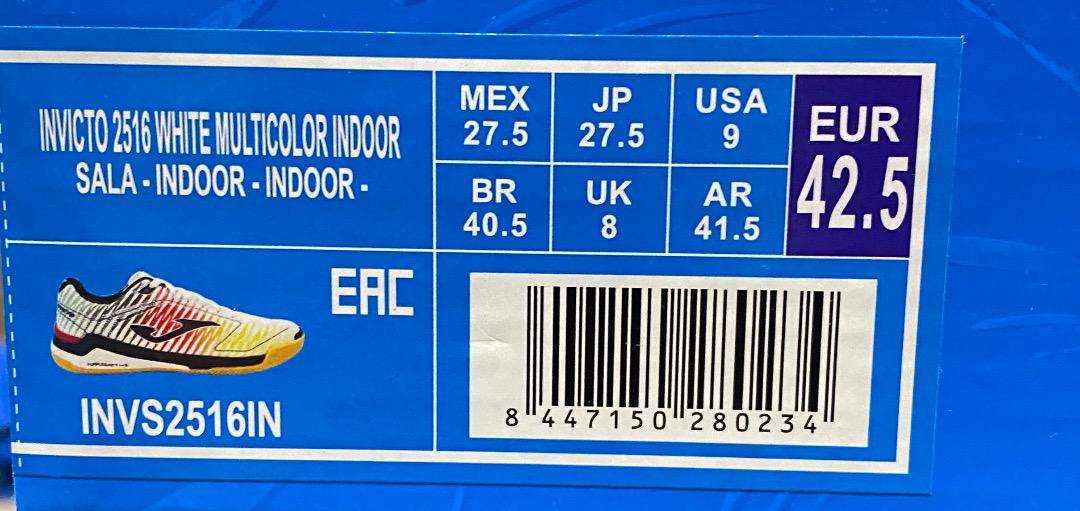 INVICTO 2516 WHITE MULTICOLOR INDOOR
SALA - INDOOR - INDOOR -
MEX
27.5
JP
27.5
USA
9
BR
40.5
UK
8
AR
41.5
EUR
42.5
EAC
INVS2516IN
8 447150 280234